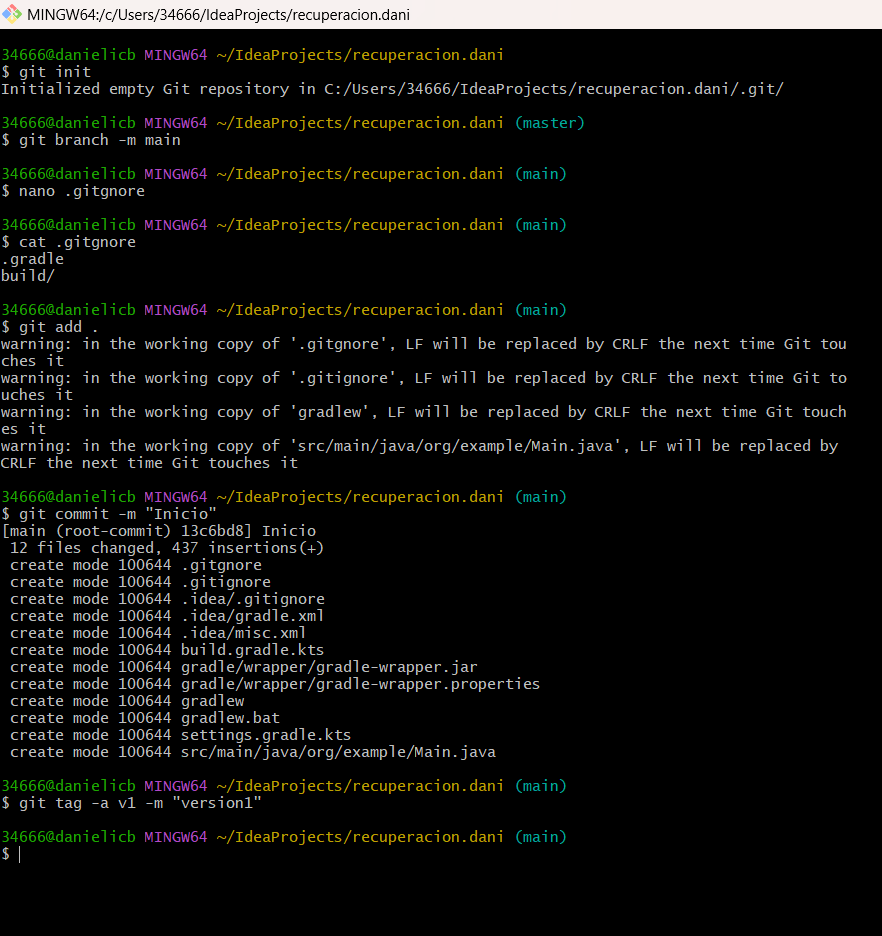 MINGW64:/c/Users/34666/IdeaProjects/recuperacion.dani
34666@danielicb MINGW64 ~/IdeaProjects/recuperacion.dani
$ git init
Initialized empty Git repository in C:/Users/34666/IdeaProjects/recuperacion.dani/.git/
34666@danielicb MINGW64 ~/IdeaProjects/recuperacion.dani (master)
$ git branch -m main
34666@danielicb MINGW64 ~/IdeaProjects/recuperacion.dani (main)
$ nano .gitgnore
34666@danielicb MINGW64 ~/IdeaProjects/recuperacion.dani (main)
$ cat .gitgnore
.gradle
build/
34666@danielicb MINGW64 ~/IdeaProjects/recuperacion.dani (main)
$ git add .
warning: in the working copy of '.gitgnore', LF will be replaced by CRLF the next time Git tou
ches it
warning: in the working copy of '.gitignore', LF will be replaced by CRLF the next time Git to
uches it
warning: in the working copy of 'gradlew', LF will be replaced by CRLF the next time Git touch
es it
warning: in the working copy of 'src/main/java/org/example/Main.java', LF will be replaced by
CRLF the next time Git touches it
34666@danielicb MINGW64 ~/IdeaProjects/recuperacion.dani (main)
$ git commit -m "Inicio"
[main (root-commit) 13c6bd8] Inicio
 12 files changed, 437 insertions(+)
 create mode 100644 .gitgnore
 create mode 100644 .gitignore
 create mode 100644 .idea/.gitignore
 create mode 100644 .idea/gradle.xml
 create mode 100644 .idea/misc.xml
 create mode 100644 build.gradle.kts
 create mode 100644 gradle/wrapper/gradle-wrapper.jar
 create mode 100644 gradle/wrapper/gradle-wrapper.properties
 create mode 100644 gradlew
 create mode 100644 gradlew.bat
 create mode 100644 settings.gradle.kts
 create mode 100644 src/main/java/org/example/Main.java
34666@danielicb MINGW64 ~/IdeaProjects/recuperacion.dani (main)
$ git tag -a v1 -m "version1"
34666@danielicb MINGW64 ~/IdeaProjects/recuperacion.dani (main)
$